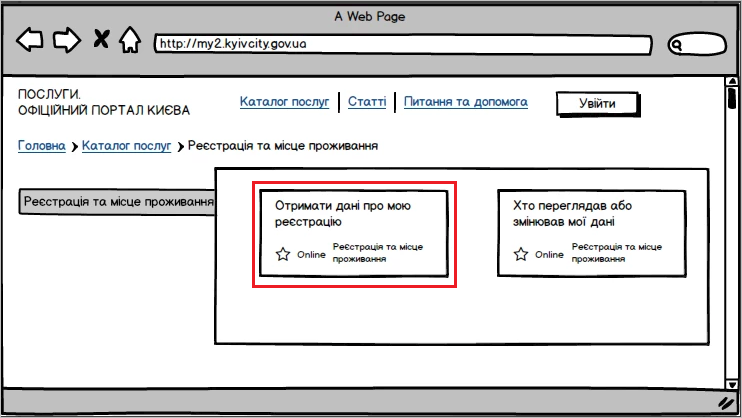 A Web Page
http://my2.kyivcity.gov.ua
ПОСЛУГИ.
ОФІЦІЙНИЙ ПОРТАЛ КИЄВА
Каталог послуг | Статті | Питання та допомога
Увійти
Головна > Каталог послуг > Реєстрація та місце проживання
Реєстрація та місце проживання
Отримати дані про мою
реєстрацію
Online
Реєстрація та місце
проживання
Хто переглядав або
змінював мої дані
Online
Реєстрація та місце
проживання